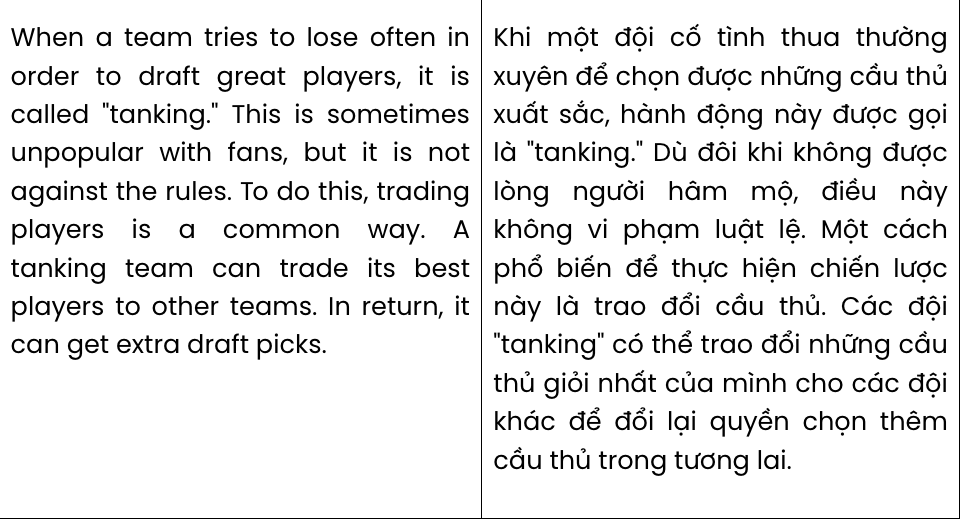 When a team tries to lose often in
order to draft great players, it is
called "tanking." This is sometimes
unpopular with fans, but it is not
against the rules. To do this, trading
players is a common way. A
tanking team can trade its best
players to other teams. In return, it
can get extra draft picks.
Khi một đội cố tình thua thường
xuyên để chọn được những cầu thủ
xuất sắc, hành động này được gọi
là "tanking." Dù đôi khi không được
lòng người hâm mộ, điều này
không vi phạm luật lệ. Một cách
phổ biến để thực hiện chiến lược
này là trao đổi cầu thủ. Các đội
"tanking" có thể trao đổi những cầu
thủ giỏi nhất của mình cho các đội
khác để đổi lại quyền chọn thêm
cầu thủ trong tương lai.